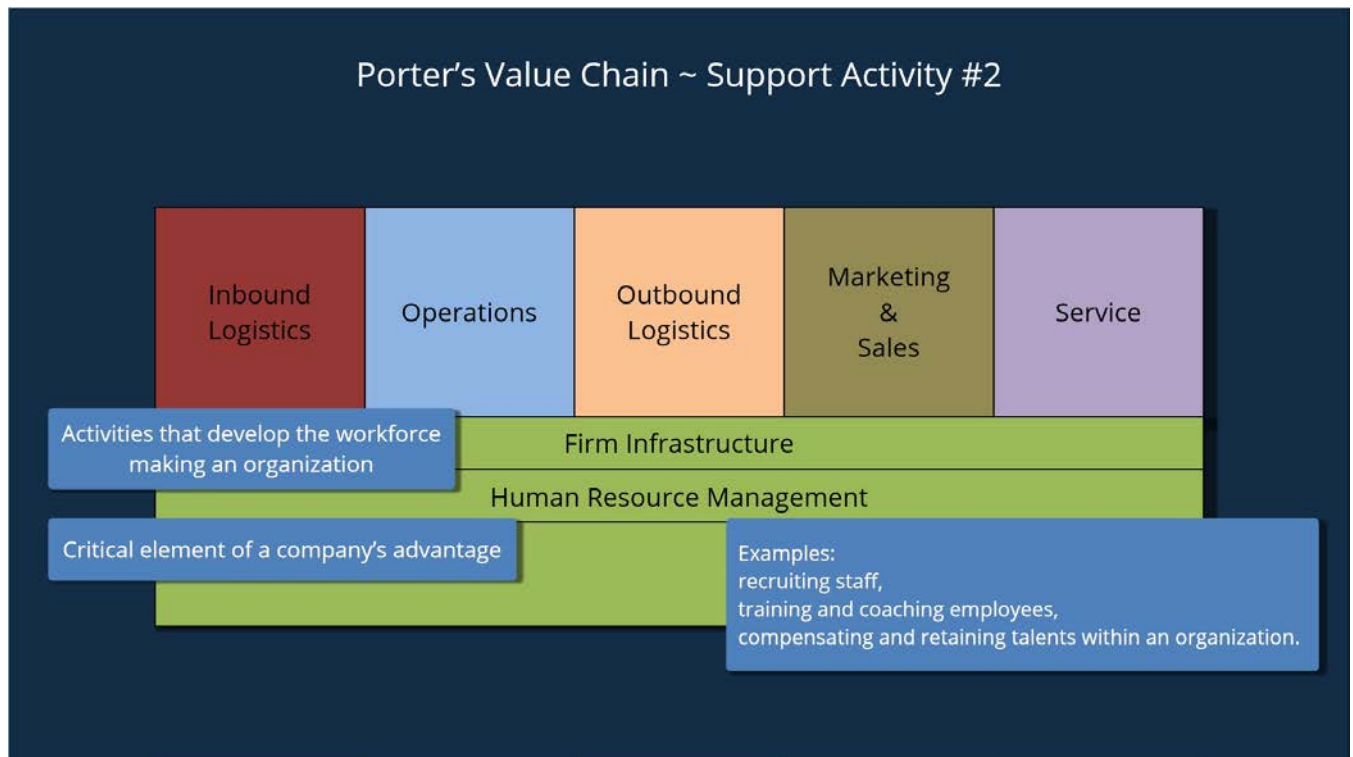 Porter’s Value Chain ~ Support Activity #2
Inbound
Logistics
Operations
Outbound
Logistics
Marketing
&
Sales
Service
Activities that develop the workforce
making an organization
Firm Infrastructure
Human Resource Management
Critical element of a company’s advantage
Examples:
recruiting staff,
training and coaching employees,
compensating and retaining talents within an organization.